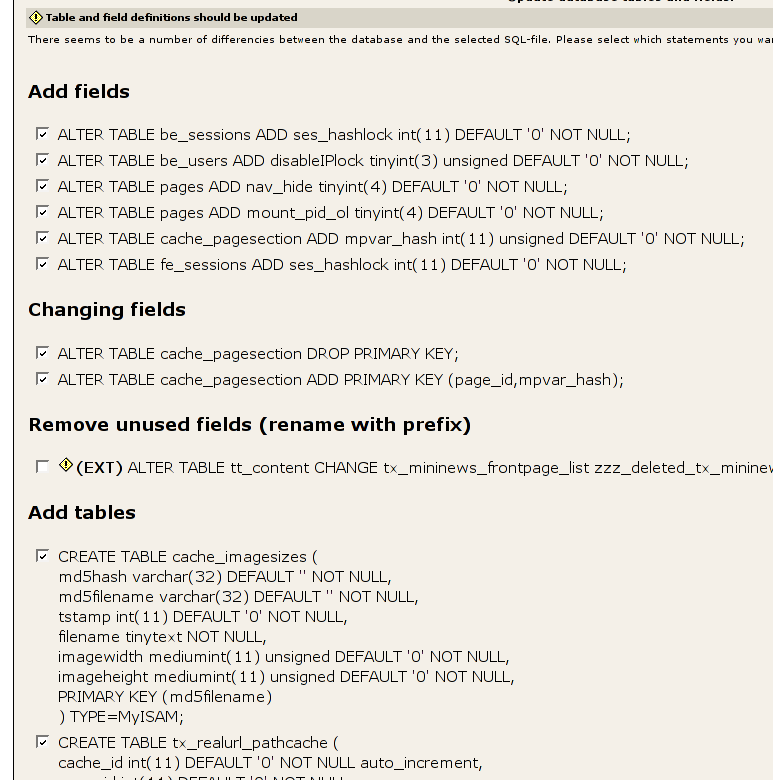 Update database tables and fields:
Table and field definitions should be updated
There seems to be a number of differencies between the database and the selected SQL-file. Please select which statements you
Add fields
ALTER TABLE be_sessions ADD ses_hashlock int(11) DEFAULT '0' NOT NULL;
ALTER TABLE be_users ADD disableIPlock tinyint(3) unsigned DEFAULT '0' NOT NULL;
ALTER TABLE pages ADD nav_hide tinyint(4) DEFAULT '0' NOT NULL;
ALTER TABLE pages ADD mount_pid_ol tinyint(4) DEFAULT '0' NOT NULL;
ALTER TABLE cache_pagesection ADD mpvar_hash int(11) unsigned DEFAULT '0' NOT NULL;
ALTER TABLE fe_sessions ADD ses_hashlock int(11) DEFAULT '0' NOT NULL;
Changing fields
ALTER TABLE cache_pagesection DROP PRIMARY KEY;
ALTER TABLE cache_pagesection ADD PRIMARY KEY (page_id,mpvar_hash);
Remove unused fields (rename with prefix)
(EXT) ALTER TABLE tt_content CHANGE tx_mininews_frontpage_list zzz_deleted_tx_mininew
Add tables
CREATE TABLE cache_imagesizes (
md5hash varchar(32) DEFAULT '' NOT NULL,
md5filename varchar(32) DEFAULT '' NOT NULL,
tstamp int(11) DEFAULT '0' NOT NULL,
filename tinytext NOT NULL,
imagewidth mediumint(11) unsigned DEFAULT '0' NOT NULL,
imageheight mediumint(11) unsigned DEFAULT '0' NOT NULL,
PRIMARY KEY (md5filename)
) TYPE=MyISAM;
CREATE TABLE tx_realurl_pathcache (
cache_id int(11) DEFAULT '0' NOT NULL auto_increment,